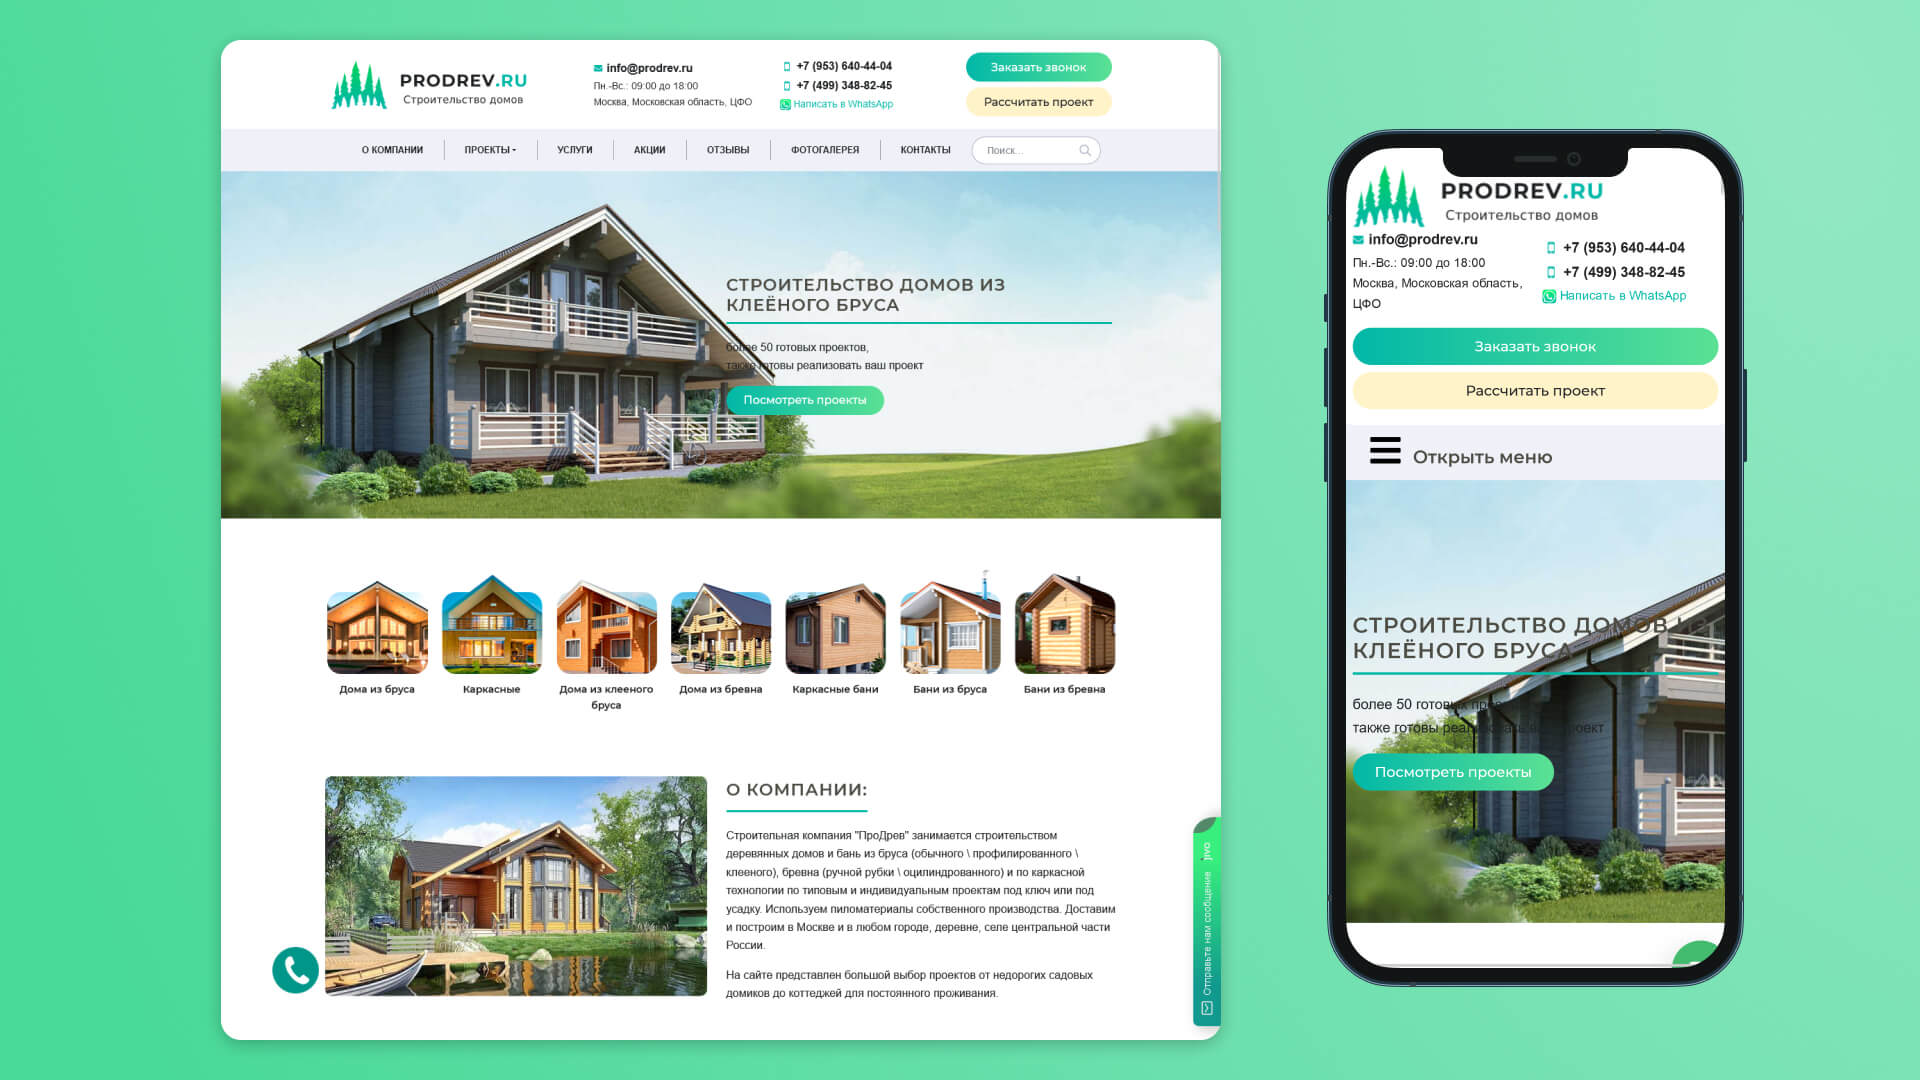 PRODREV.RU
Строительство домов
info@prodrev.ru
Пн.-Вс.: 09:00 до 18:00
Москва, Московская область, ЦФО
+7 (953) 640-44-04
+7 (499) 348-82-45
Написать в WhatsApp
Заказать звонок
Рассчитать проект
О КОМПАНИИ
ПРОЕКТЫ
УСЛУГИ
АКЦИИ
ОТЗЫВЫ
ФОТОГАЛЕРЕЯ
КОНТАКТЫ
Поиск...
СТРОИТЕЛЬСТВО ДОМОВ ИЗ
КЛЕЁНОГО БРУСА
более 50 готовых проектов,
также готовы реализовать ваш проект
Посмотреть проекты
Дома из бруса
Каркасные
Дома из клееного
бруса
Дома из бревна
Каркасные бани
Бани из бруса
Бани из бревна
О КОМПАНИИ:
Строительная компания "ПроДрев" занимается строительством
деревянных домов и бань из бруса (обычного \ профилированного \
клееного), бревна (ручной рубки \ оцилиндрованного) и по каркасной
технологии по типовым и индивидуальным проектам под ключ или под
усадку. Используем пиломатериалы собственного производства. Доставим
и построим в Москве и в любом городе, деревне, селе центральной части
России.
На сайте представлен большой выбор проектов от недорогих садовых
домиков до коттеджей для постоянного проживания.
Отправьте нам сообщение
jivo
PRODREV.RU
Строительство домов
info@prodrev.ru
Пн.-Вс.: 09:00 до 18:00
Москва, Московская область,
ЦФО
+7 (953) 640-44-04
+7 (499) 348-82-45
Написать в WhatsApp
Заказать звонок
Рассчитать проект
Открыть меню
СТРОИТЕЛЬСТВО ДОМОВ ИЗ
КЛЕЁНОГО БРУСА
более 50 готовых
также готовы
Посмотреть проекты